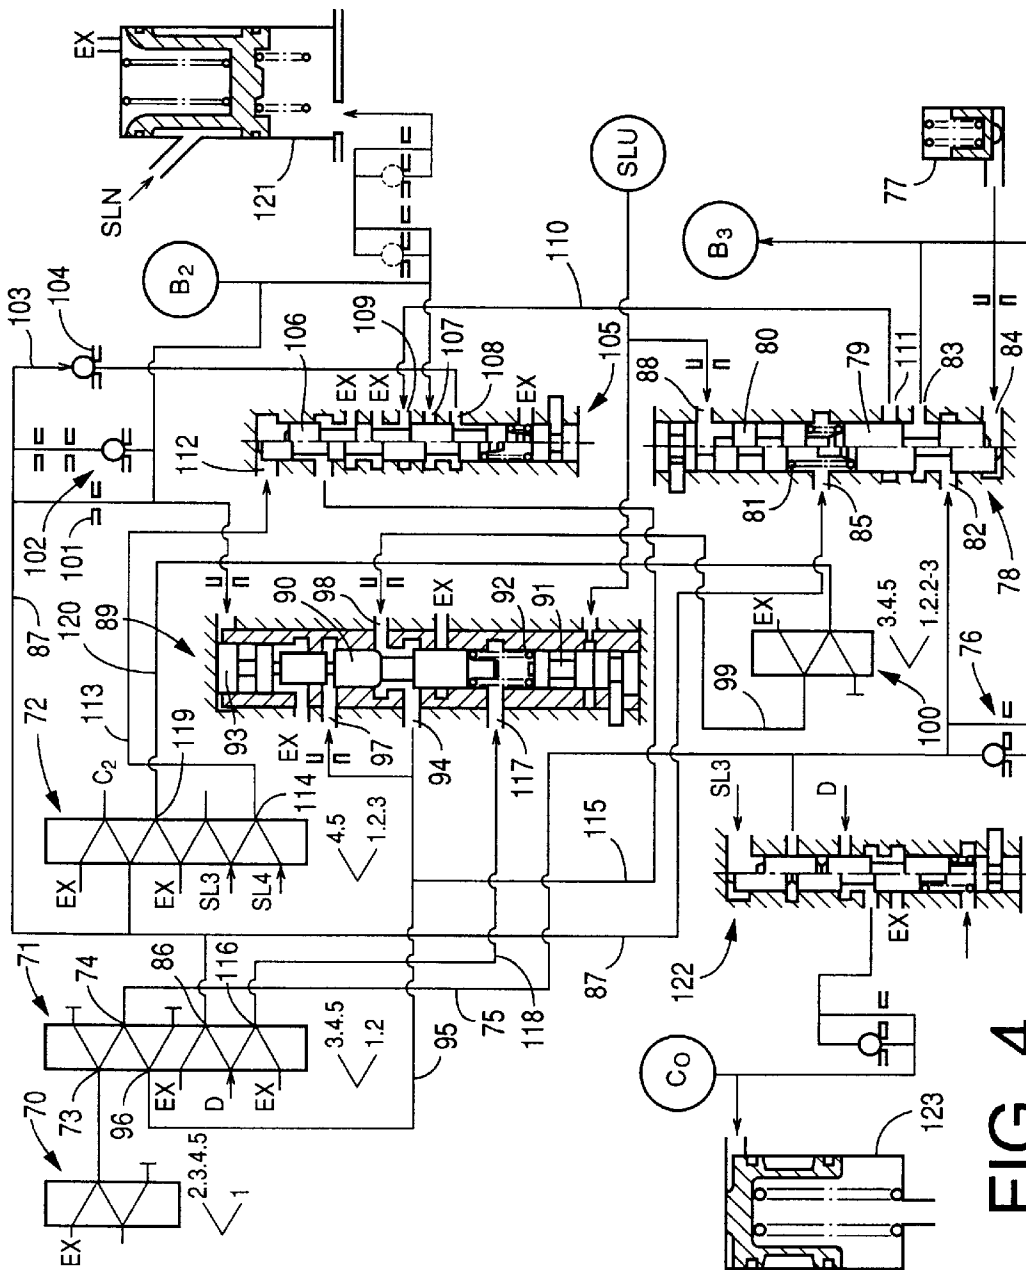 FIG. 4
EX
70
2.3.4.5
1
71
73
74
96
86
116
EX
D
EX
3.4.5
1.2
95
75
118
87
72
EX
C2
119
EX
SL3
SL4
114
4.5
1.2.3
115
113
120
87
89
93
EX
97
90
98
94
EX
92
91
117
102
101
103
104
112
106
EX
EX
109
107
108
EX
105
B2
SLN
EX
121
SLU
110
88
80
79
81
85
111
83
82
84
78
B3
77
99
EX
100
3.4.5
1.2.2-3
76
SL3
D
EX
122
C0
123